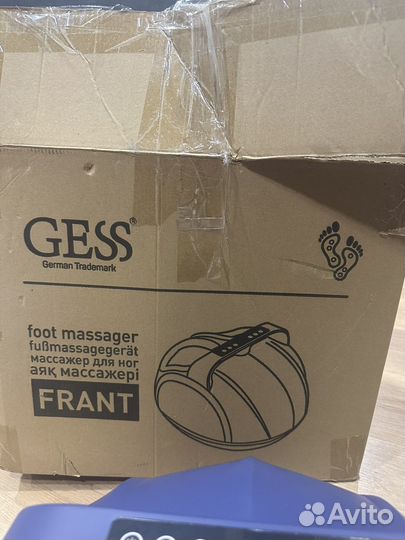 GESS®
German Trademark
foot massager
fußmassagegerät
массажер для ног
аяқ массажері
FRANT
Avito